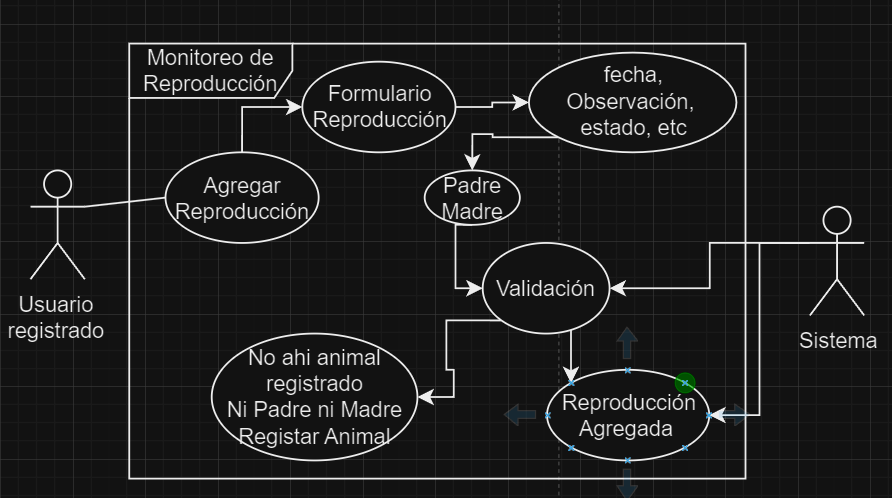 Monitoreo de
Reproducción
Formulario
Reproducción
fecha,
Observación,
estado, etc
Agregar
Reproducción
Padre
Madre
Usuario
registrado
Validación
Sistema
No ahi animal
registrado
Ni Padre ni Madre
Registar Animal
Reproducción
Agregada